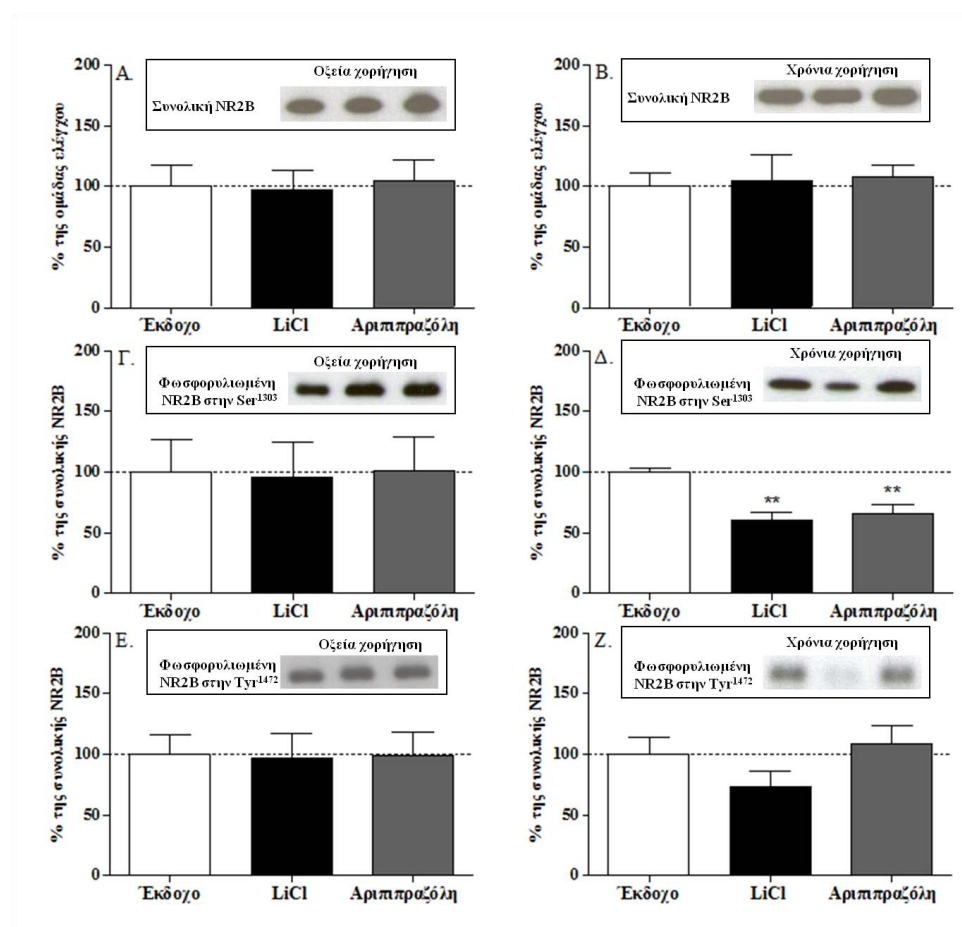 Α.
Οξεία χορήγηση
Συνολική NR2B
% της ομάδας ελέγχου
200
150
100
50
0
Έκδοχο
LiCl
Αριπιπραζόλη
Β.
Χρόνια χορήγηση
Συνολική NR2B
% της ομάδας ελέγχου
200
150
100
50
0
Έκδοχο
LiCl
Αριπιπραζόλη
Γ.
Οξεία χορήγηση
Φωσφορυλιωμένη
NR2B στην Ser1303
% της συνολικής NR2B
200
150
100
50
0
Έκδοχο
LiCl
Αριπιπραζόλη
Δ.
Χρόνια χορήγηση
Φωσφορυλιωμένη
NR2B στην Ser1303
% της συνολικής NR2B
200
150
100
50
0
**
**
Έκδοχο
LiCl
Αριπιπραζόλη
Ε.
Οξεία χορήγηση
Φωσφορυλιωμένη
NR2B στην Tyr1472
% της συνολικής NR2B
200
150
100
50
0
Έκδοχο
LiCl
Αριπιπραζόλη
Ζ.
Χρόνια χορήγηση
Φωσφορυλιωμένη
NR2B στην Tyr1472
% της συνολικής NR2B
200
150
100
50
0
Έκδοχο
LiCl
Αριπιπραζόλη